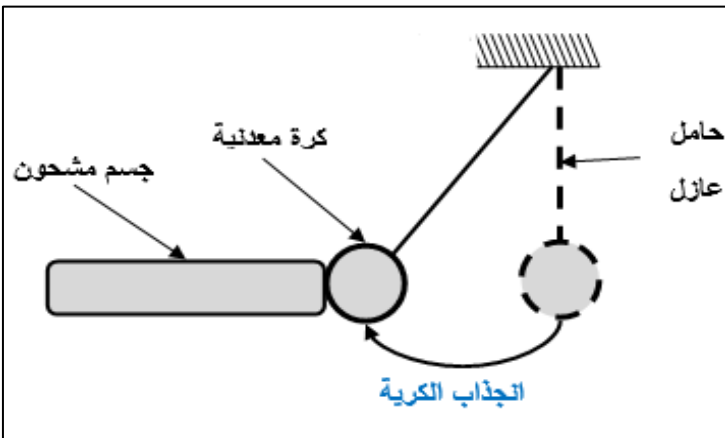 كرة معدنية
جسم مشحون
حامل
عازل
انجذاب الكرية